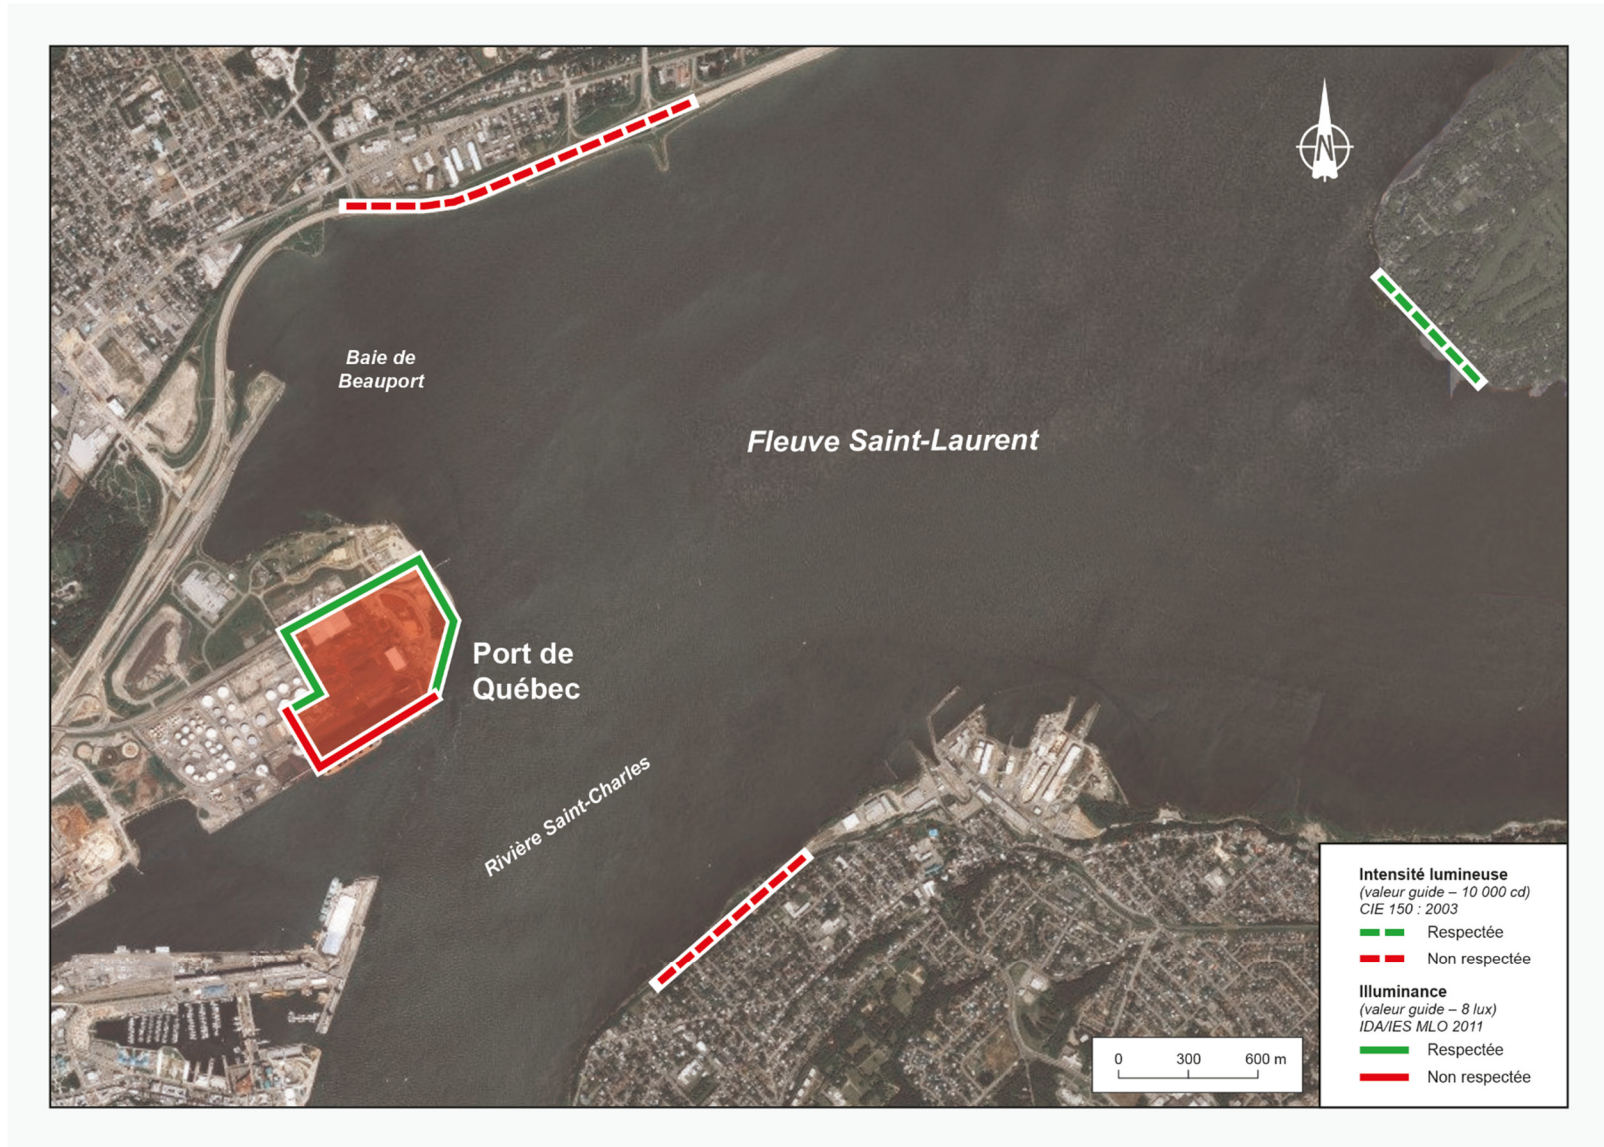 N
Baie de
Beauport
Fleuve Saint-Laurent
Port de
Québec
Rivière Saint-Charles
Intensité lumineuse
(valeur guide – 10 000 cd)
CIE 150 : 2003
Respectée
Non respectée
Illuminance
(valeur guide – 8 lux)
IDA/IES MLO 2011
Respectée
Non respectée
0 300 600 m